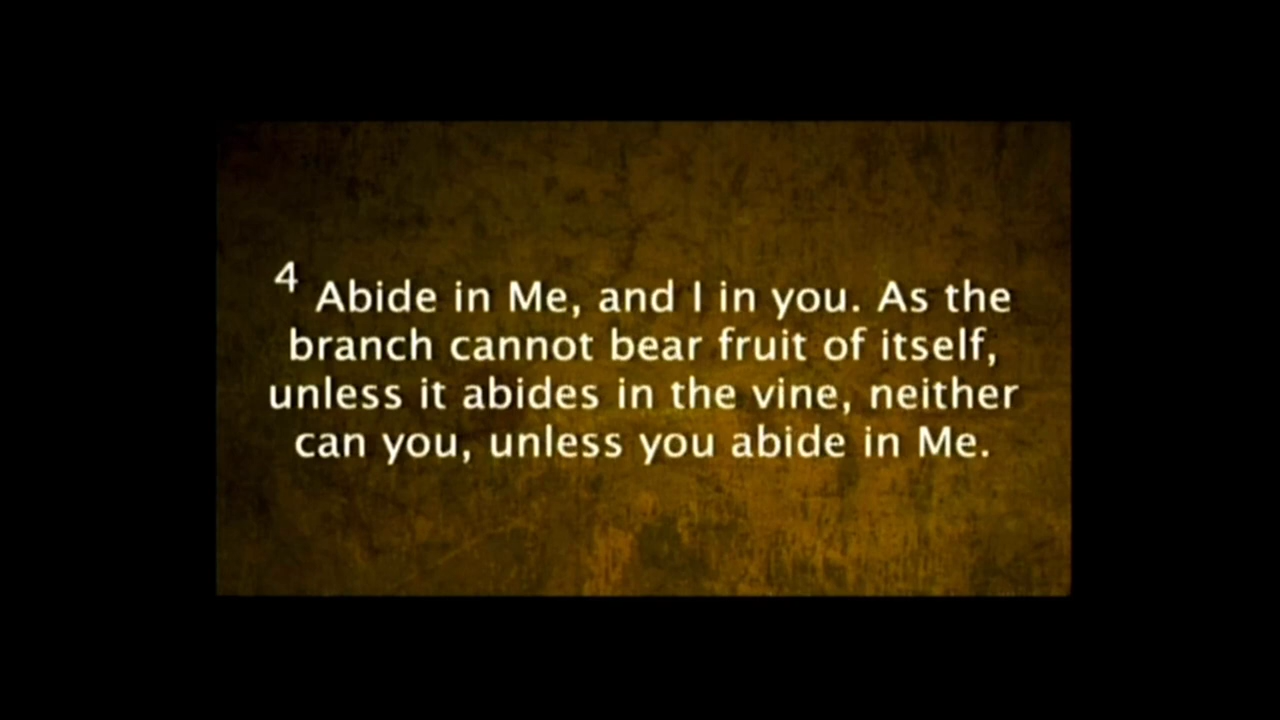 4 Abide in Me, and I in you. As the
branch cannot bear fruit of itself,
unless it abides in the vine, neither
can you, unless you abide in Me.